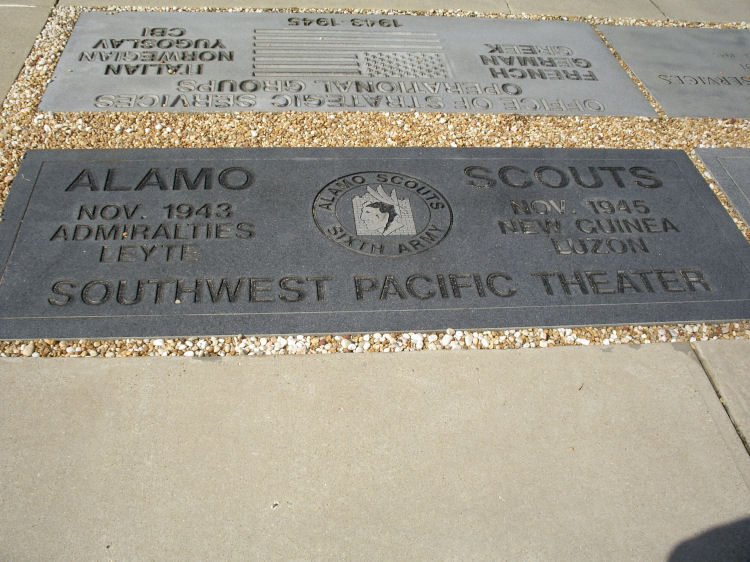 ALAMO SCOUTS
NOV. 1943 NOV. 1945
ADMIRALTIES NEW GUINEA
LEYTE LUZON
ALAMO SCOUTS
SIXTH ARMY
SOUTHWEST PACIFIC THEATER
OFFICE OF STRATEGIC SERVICES
OPERATIONAL GROUPS
FRENCH ITALIAN
GERMAN NORWEGIAN
GREEK YUGOSLAV
CBI
1943-1945
SERVICES